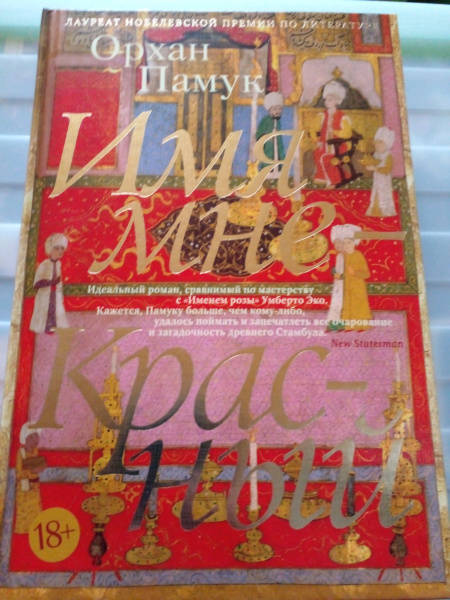 ЛАУРЕАТ НОБЕЛЕВСКОЙ ПРЕМИИ ПО ЛИТЕРАТУРЕ
Орхан
Памук
Имя
мне —
Идеальный роман, сравнимый по мастерству
с «Именем розы» Умберто Эко.
Кажется, Памуку больше, чем кому-либо,
удалось поймать и запечатлеть все очарование
и загадочность древнего Стамбула.
New Statesman
Крас-
ный
18+